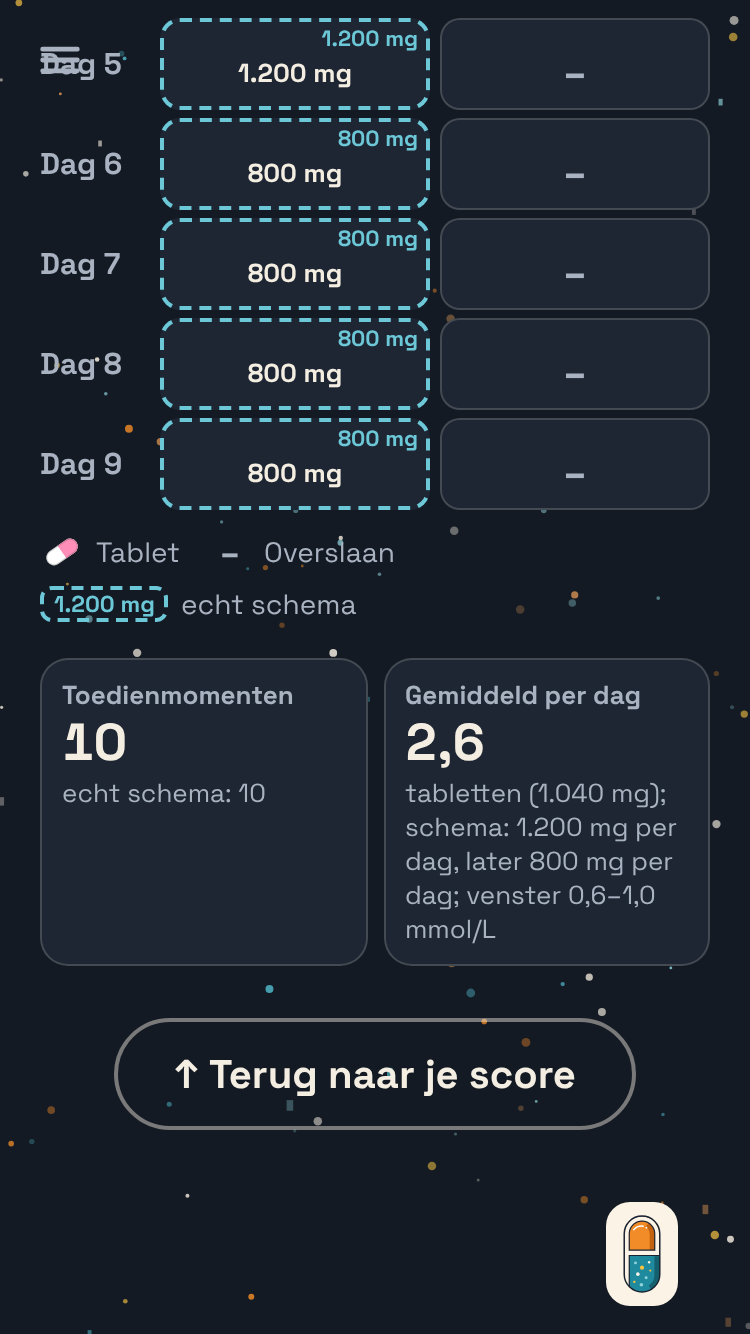 Dag 5
1.200 mg
1.200 mg
–
Dag 6
800 mg
800 mg
–
Dag 7
800 mg
800 mg
–
Dag 8
800 mg
800 mg
–
Dag 9
800 mg
800 mg
–
Tablet – Overslaan
1.200 mg echt schema
Toedienmomenten
10
echt schema: 10
Gemiddeld per dag
2,6
tabletten (1.040 mg);
schema: 1.200 mg per
dag, later 800 mg per
dag; venster 0,6–1,0
mmol/L
↑ Terug naar je score